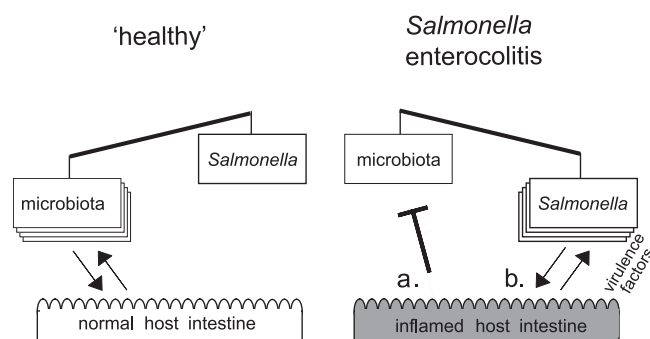 'healthy'
Salmonella
enterocolitis
Salmonella
microbiota
normal host intestine
microbiota
Salmonella
a.
b.
virulence
factors
inflamed host intestine